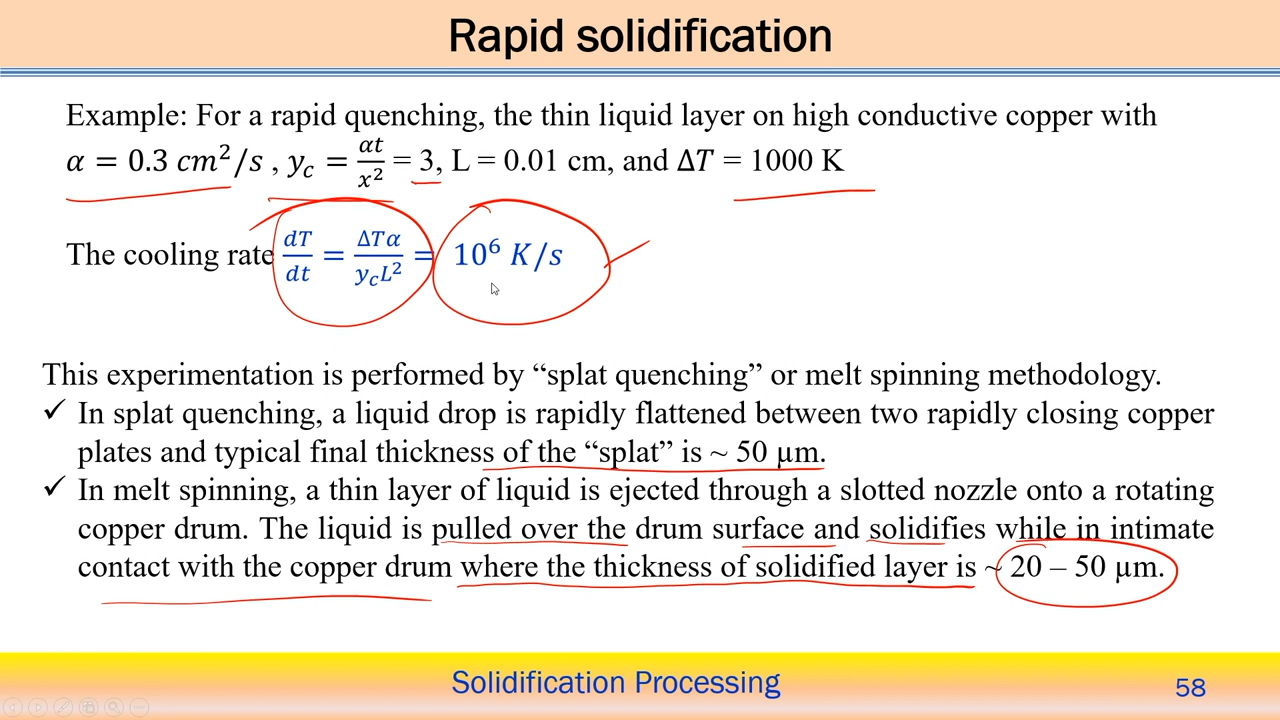 Rapid solidification
Example: For a rapid quenching, the thin liquid layer on high conductive copper with
α = 0.3 cm²/s , y_c = αt/x² = 3, L = 0.01 cm, and ΔT = 1000 K
The cooling rate dT/dt = ΔTα/y_cL² = 10⁶ K/s
This experimentation is performed by “splat quenching” or melt spinning methodology.
✓ In splat quenching, a liquid drop is rapidly flattened between two rapidly closing copper
plates and typical final thickness of the “splat” is ~ 50 µm.
✓ In melt spinning, a thin layer of liquid is ejected through a slotted nozzle onto a rotating
copper drum. The liquid is pulled over the drum surface and solidifies while in intimate
contact with the copper drum where the thickness of solidified layer is ~ 20 – 50 µm.
Solidification Processing
58